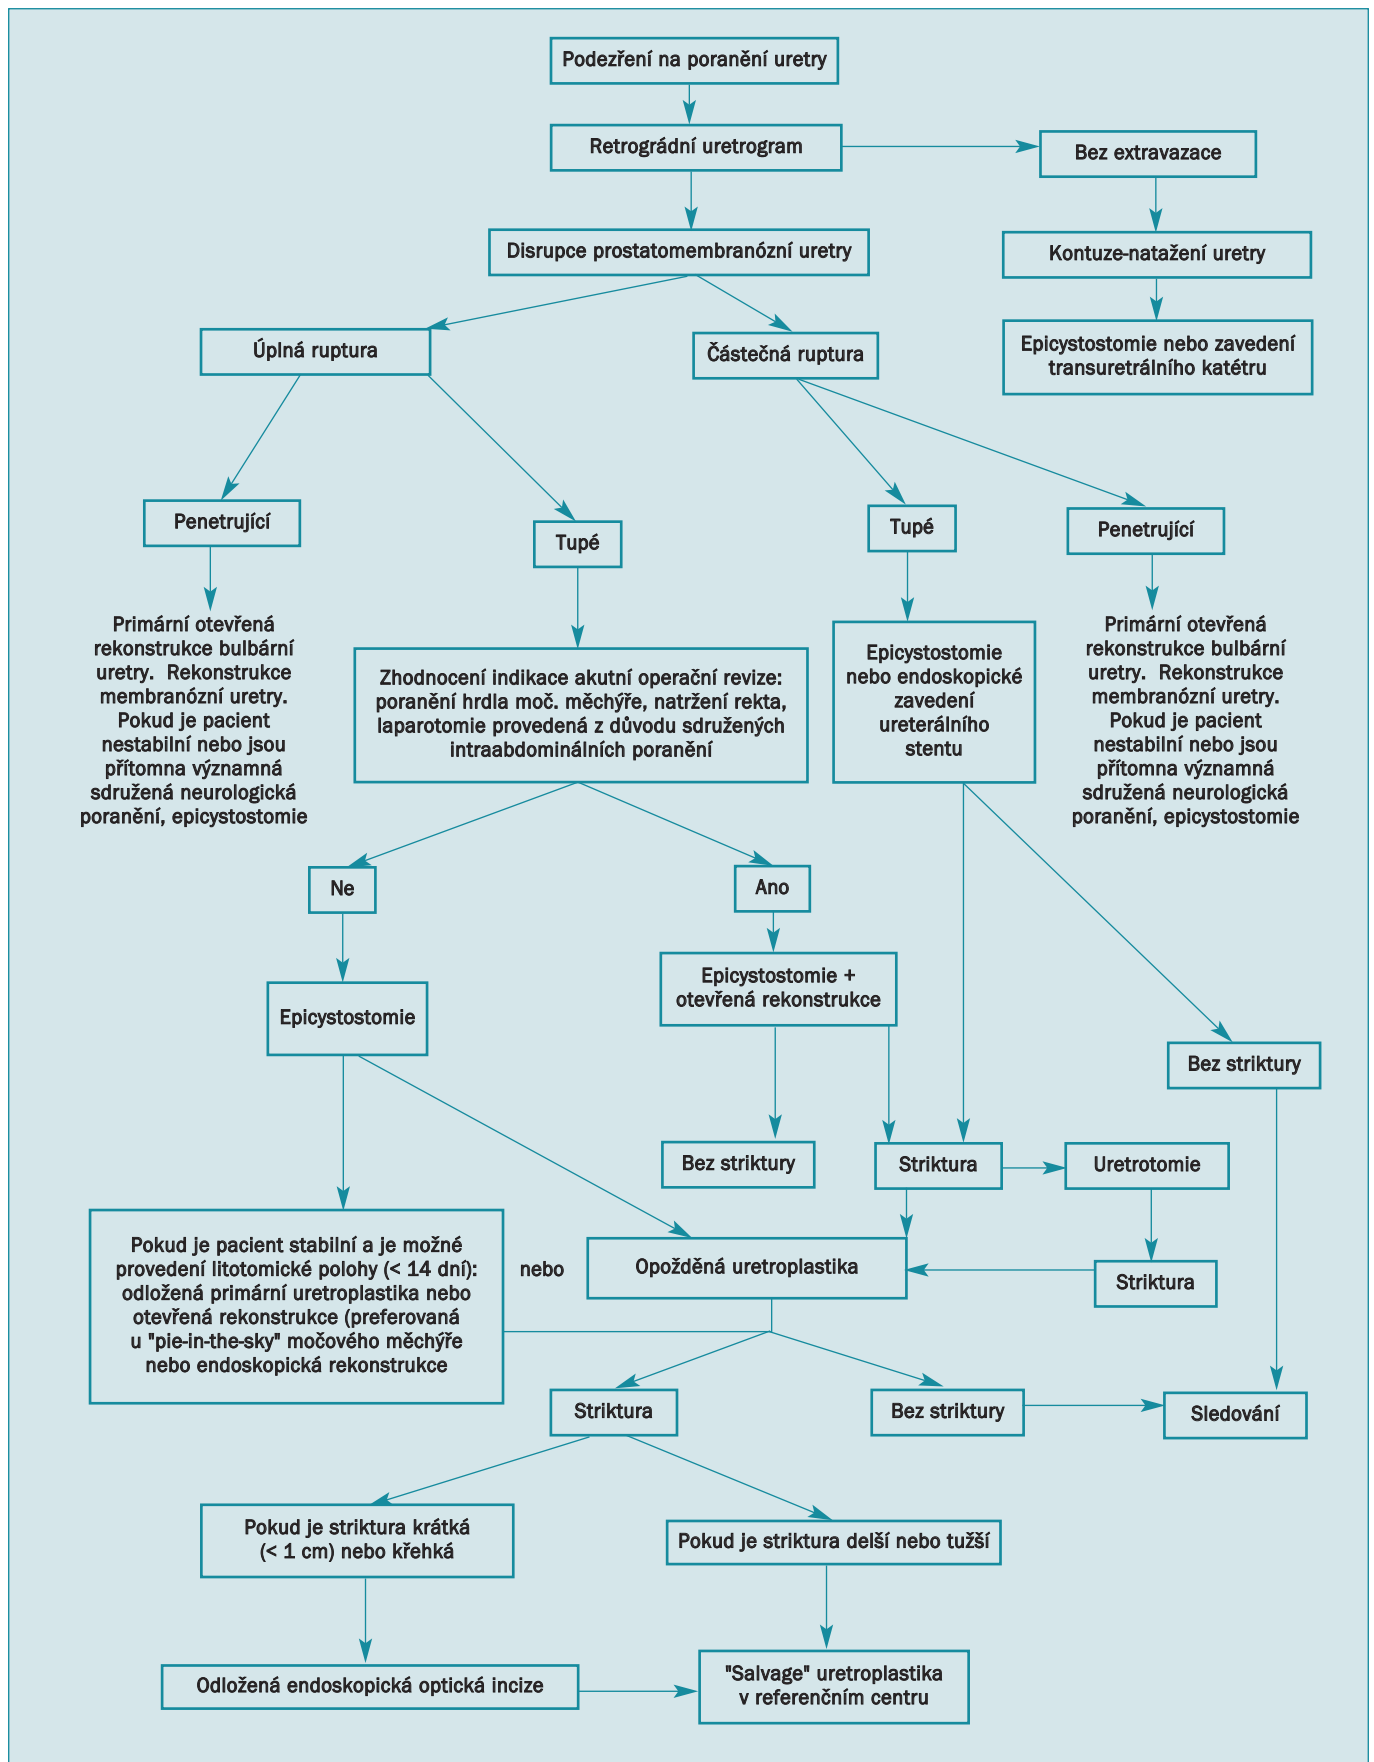 Podezření na poranění uretry
Retrográdní uretrogram
Bez extravazace
Disrupce prostatomembranózní uretry
Kontuze-natažení uretry
Úplná ruptura
Částečná ruptura
Epicystostomie nebo zavedení
transuretrálního katétru
Penetrující
Tupé
Tupé
Penetrující
Primární otevřená
rekonstrukce bulbární
uretry. Rekonstrukce
membranózní uretry.
Pokud je pacient
nestabilní nebo jsou
přítomna významná
sdružená neurologická
poranění, epicystostomie
Zhodnocení indikace akutní operační revize:
poranění hrdla moč. měchýře, natržení rekta,
laparotomie provedená z důvodu sdružených
intraabdominálních poranění
Epicystostomie
nebo endoskopické
zavedení
ureterálního
stentu
Primární otevřená
rekonstrukce bulbární
uretry. Rekonstrukce
membranózní uretry.
Pokud je pacient
nestabilní nebo jsou
přítomna významná
sdružená neurologická
poranění, epicystostomie
Ne
Ano
Epicystostomie
Epicystostomie +
otevřená rekonstrukce
Bez striktury
Bez striktury
Striktura
Uretrotomie
Pokud je pacient stabilní a je možné
provedení litotomické polohy (< 14 dní):
odložená primární uretroplastika nebo
otevřená rekonstrukce (preferovaná
u "pie-in-the-sky" močového měchýře
nebo endoskopická rekonstrukce
nebo
Opožděná uretroplastika
Striktura
Striktura
Bez striktury
Sledování
Pokud je striktura krátká
(< 1 cm) nebo křehká
Pokud je striktura delší nebo tužší
Odložená endoskopická optická incize
"Salvage" uretroplastika
v referenčním centru